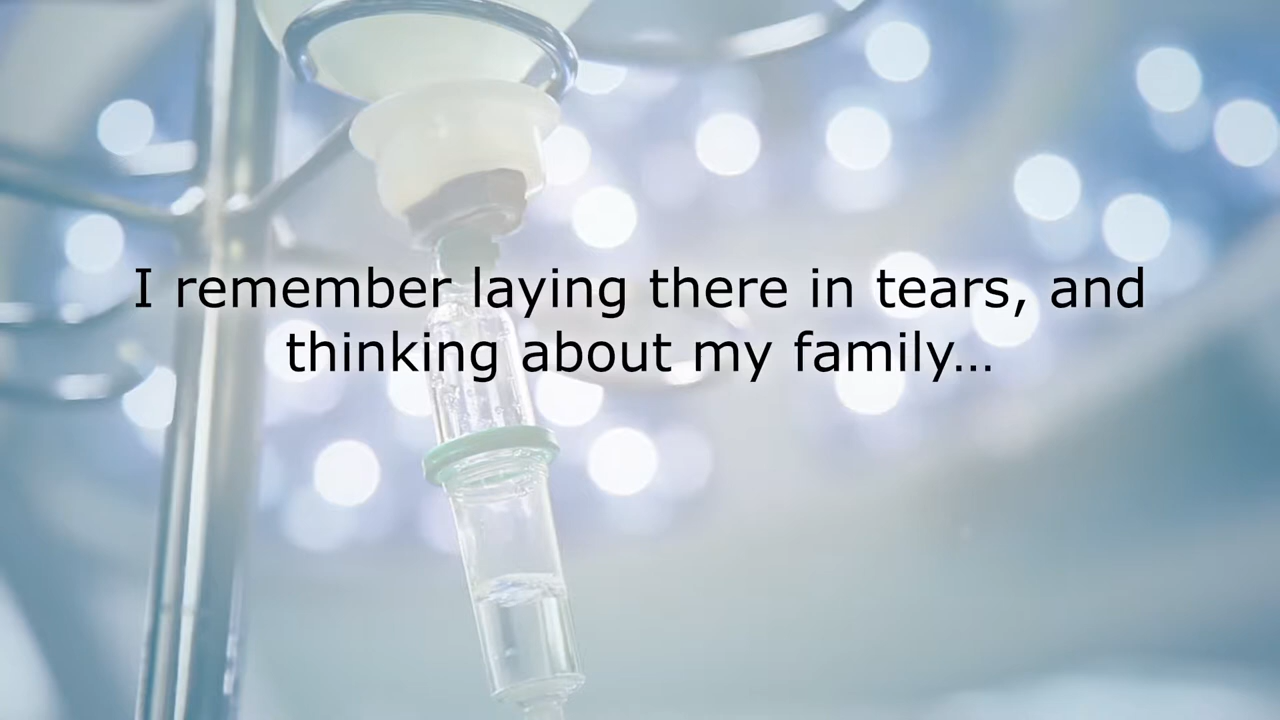 I remember laying there in tears, and
thinking about my family…